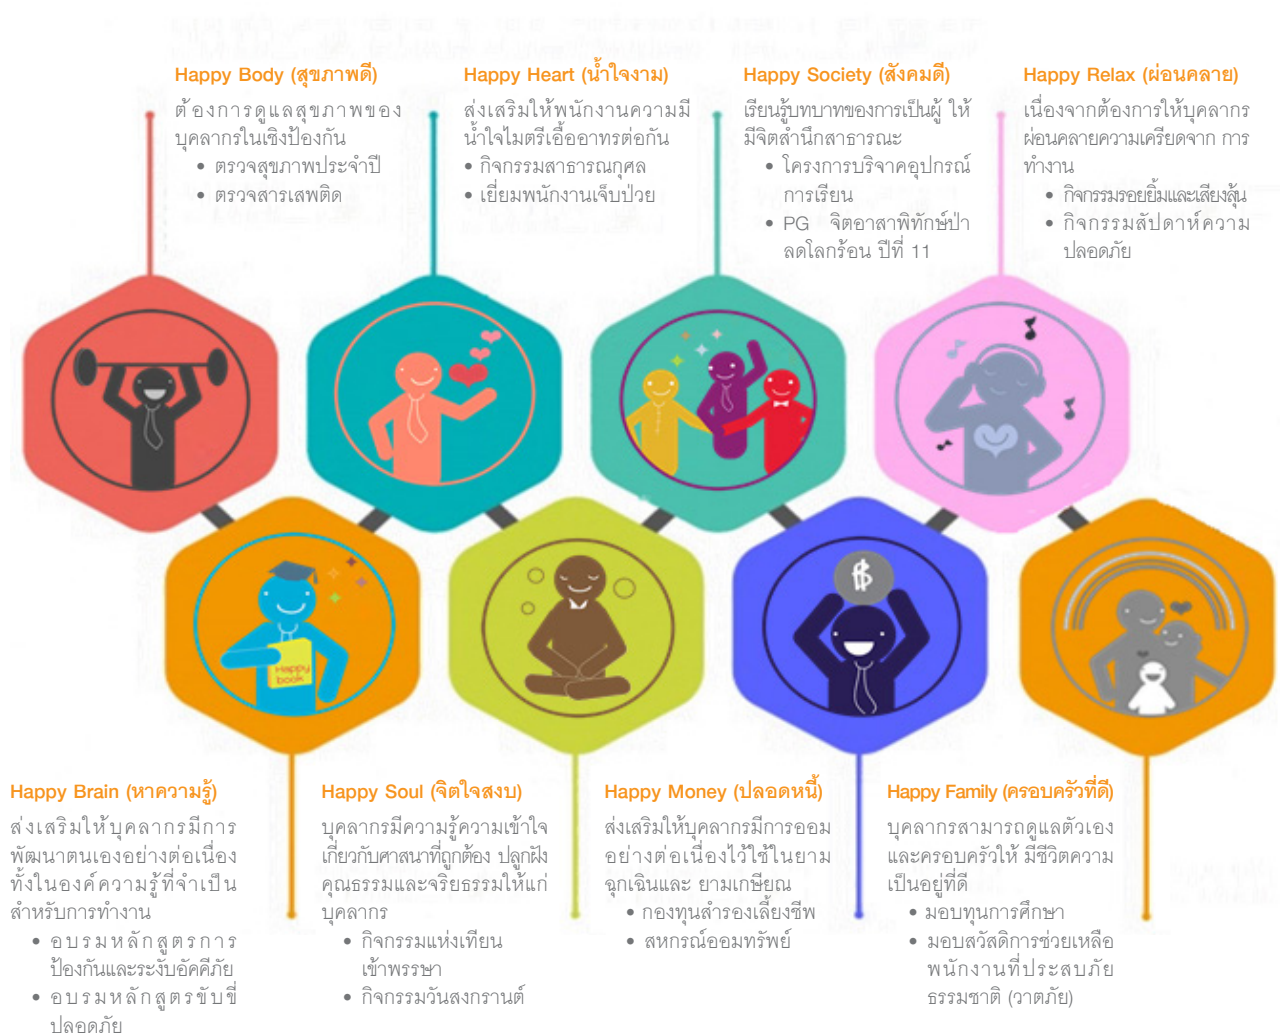 Happy Body (สุขภาพดี)
ต้องการดูแลสุขภาพของ
บุคลากรในเชิงป้องกัน
• ตรวจสุขภาพประจำปี
• ตรวจสารเสพติด
Happy Heart (น้ำใจงาม)
ส่งเสริมให้พนักงานความมี
น้ำใจไมตรีเอื้ออาทรต่อกัน
• กิจกรรมสาธารณกุศล
• เยี่ยมพนักงานเจ็บป่วย
Happy Society (สังคมดี)
เรียนรู้บทบาทของการเป็นผู้ ให้
มีจิตสำนึกสาธารณะ
• โครงการบริจาคอุปกรณ์
การเรียน
• PG จิตอาสาพิทักษ์ป่า
ลดโลกร้อน ปีที่ 11
Happy Relax (ผ่อนคลาย)
เนื่องจากต้องการให้บุคลากร
ผ่อนคลายความเครียดจาก การ
ทำงาน
• กิจกรรมรอยยิ้มและเสียงลุ้น
• กิจกรรมสัปดาห์ความ
ปลอดภัย
Happy
book
Happy Brain (หาความรู้)
ส่งเสริมให้บุคลากรมีการ
พัฒนาตนเองอย่างต่อเนื่อง
ทั้งในองค์ความรู้ที่จำเป็น
สำหรับการทำงาน
• อบรมหลักสูตรการ
ป้องกันและระงับอัคคีภัย
• อบรมหลักสูตรขับขี่
ปลอดภัย
Happy Soul (จิตใจสงบ)
บุคลากรมีความรู้ความเข้าใจ
เกี่ยวกับศาสนาที่ถูกต้อง ปลูกฝัง
คุณธรรมและจริยธรรมให้แก่
บุคลากร
• กิจกรรมแห่งเทียน
เข้าพรรษา
• กิจกรรมวันสงกรานต์
Happy Money (ปลอดหนี้)
ส่งเสริมให้บุคลากรมีการออม
อย่างต่อเนื่องไว้ใช้ในยาม
ฉุกเฉินและ ยามเกษียณ
• กองทุนสำรองเลี้ยงชีพ
• สหกรณ์ออมทรัพย์
Happy Family (ครอบครัวที่ดี)
บุคลากรสามารถดูแลตัวเอง
และครอบครัวให้ มีชีวิตความ
เป็นอยู่ที่ดี
• มอบทุนการศึกษา
• มอบสวัสดิการช่วยเหลือ
พนักงานที่ประสบภัย
ธรรมชาติ (วาตภัย)